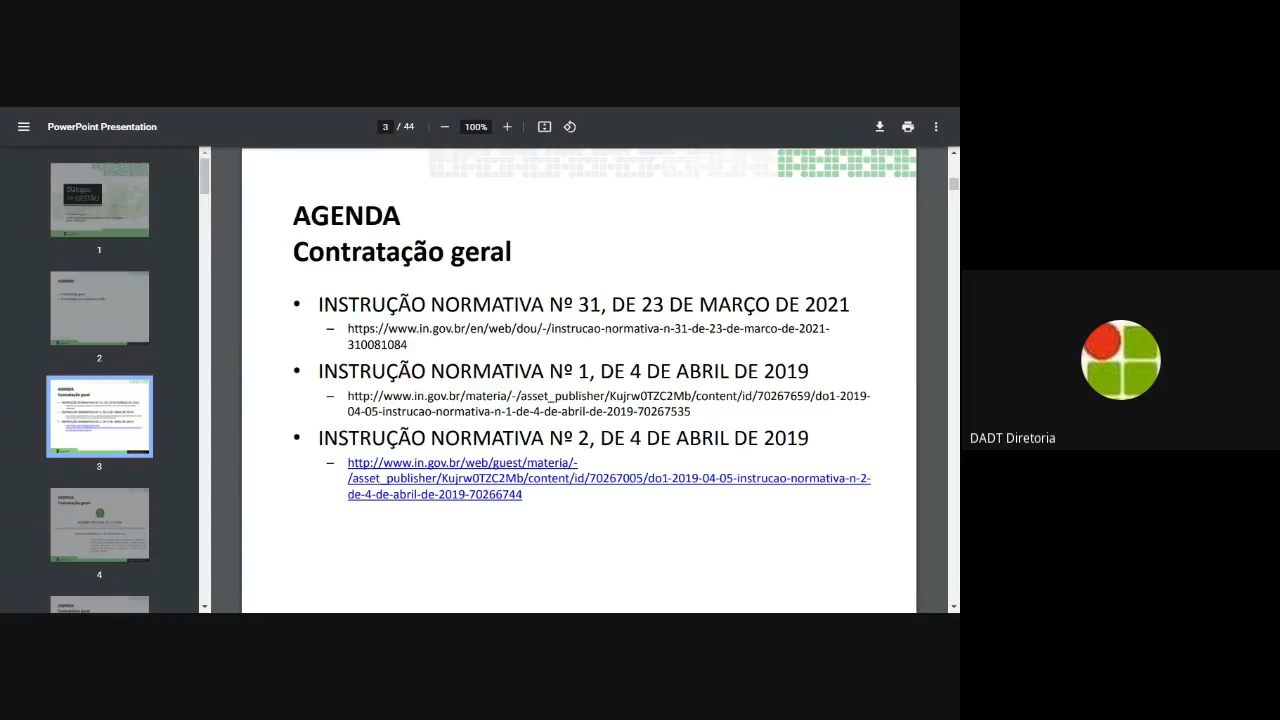 PowerPoint Presentation
3 / 44
100%
1
2
3
4
AGENDA
Contratação geral
• INSTRUÇÃO NORMATIVA Nº 31, DE 23 DE MARÇO DE 2021
– https://www.in.gov.br/en/web/dou/-/instrucao-normativa-n-31-de-23-de-marco-de-2021-
310081084
• INSTRUÇÃO NORMATIVA Nº 1, DE 4 DE ABRIL DE 2019
– http://www.in.gov.br/materia/-/asset_publisher/Kujrw0TZC2Mb/content/id/70267659/do1-2019-
04-05-instrucao-normativa-n-1-de-4-de-abril-de-2019-70267535
• INSTRUÇÃO NORMATIVA Nº 2, DE 4 DE ABRIL DE 2019
– http://www.in.gov.br/web/guest/materia/-
/asset_publisher/Kujrw0TZC2Mb/content/id/70267005/do1-2019-04-05-instrucao-normativa-n-2-
de-4-de-abril-de-2019-70266744
DADT Diretoria